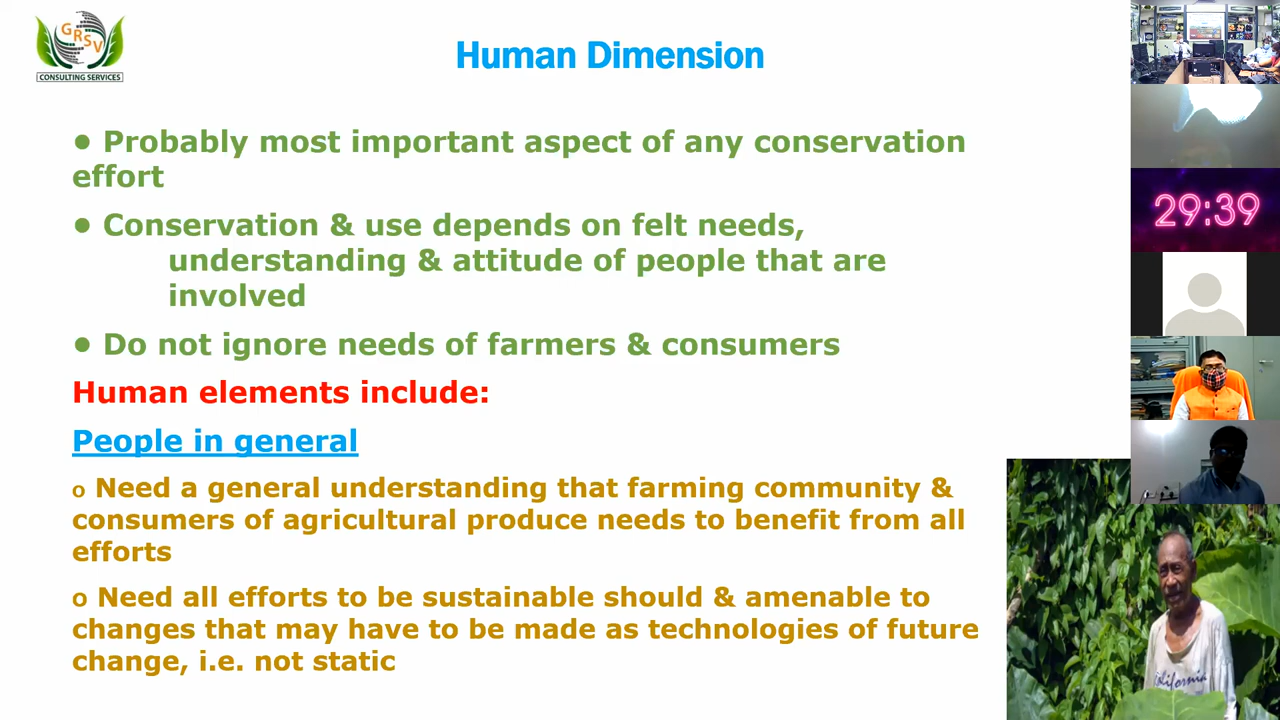 GRSV
CONSULTING SERVICES
Human Dimension
● Probably most important aspect of any conservation
effort
● Conservation & use depends on felt needs,
understanding & attitude of people that are
involved
● Do not ignore needs of farmers & consumers
Human elements include:
People in general
o Need a general understanding that farming community &
consumers of agricultural produce needs to benefit from all
efforts
o Need all efforts to be sustainable should & amenable to
changes that may have to be made as technologies of future
change, i.e. not static
29:39
California